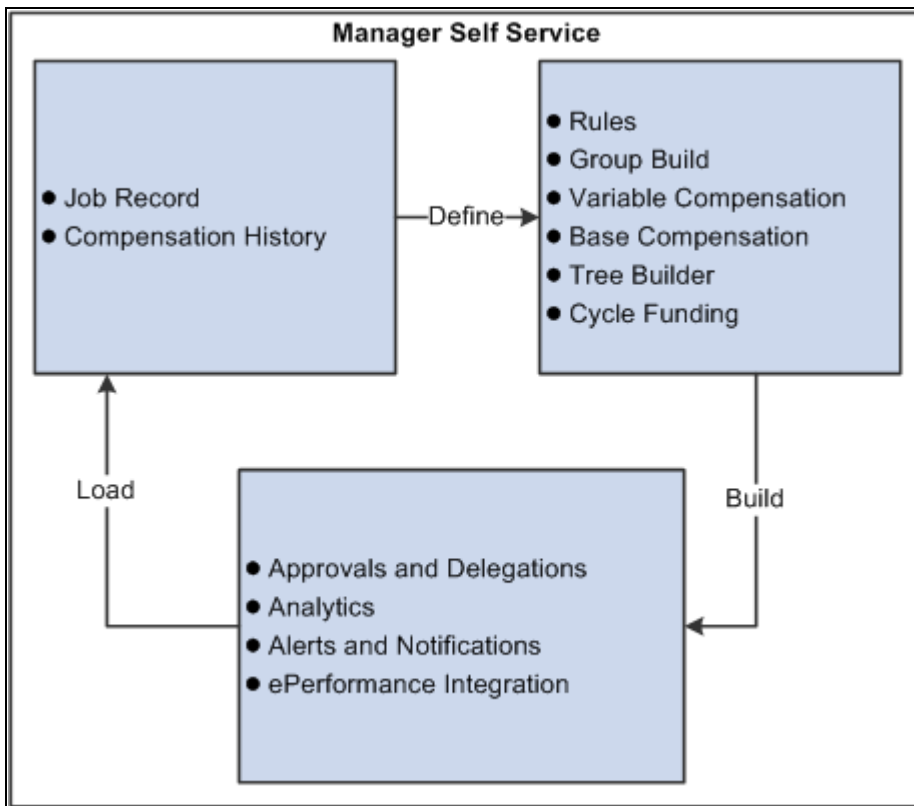 Manager Self Service
● Job Record
● Compensation History
Define
● Rules
● Group Build
● Variable Compensation
● Base Compensation
● Tree Builder
● Cycle Funding
Load
Build
● Approvals and Delegations
● Analytics
● Alerts and Notifications
● ePerformance Integration